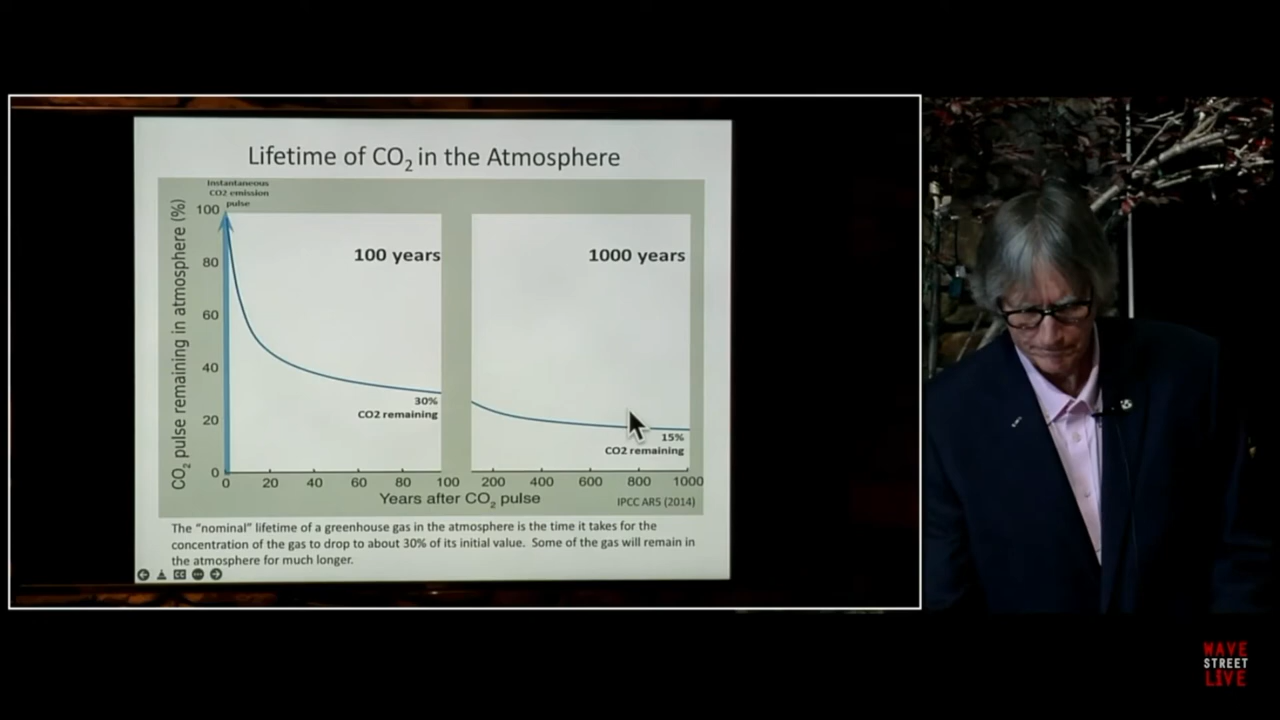 Lifetime of CO2 in the Atmosphere
Instantaneous
CO2 emission
pulse
CO2 pulse remaining in atmosphere (%)
100
80
60
40
20
0
100 years
30%
CO2 remaining
0 20 40 60 80 100
1000 years
15%
CO2 remaining
200 400 600 800 1000
Years after CO2 pulse
IPCC AR5 (2014)
The "nominal" lifetime of a greenhouse gas in the atmosphere is the time it takes for the
concentration of the gas to drop to about 30% of its initial value. Some of the gas will remain in
the atmosphere for much longer.
WAVE
STREET
LIVE